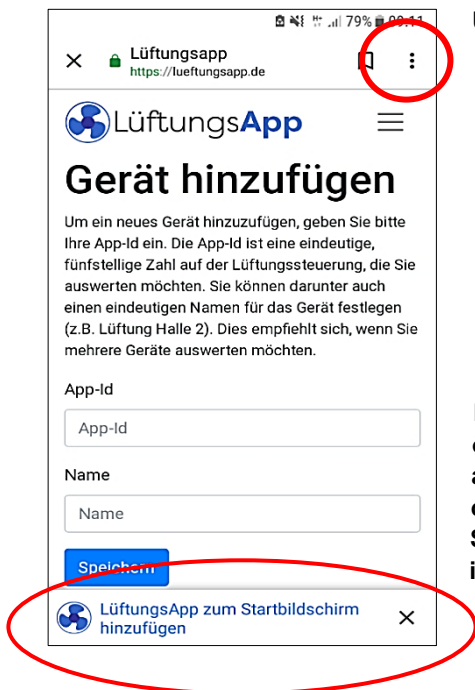 79% 09:11
Lüftungsapp
https://lueftungsapp.de
LüftungsApp
Gerät hinzufügen
Um ein neues Gerät hinzuzufügen, geben Sie bitte
Ihre App-Id ein. Die App-Id ist eine eindeutige,
fünfstellige Zahl auf der Lüftungssteuerung, die Sie
auswerten möchten. Sie können darunter auch
einen eindeutigen Namen für das Gerät festlegen
(z.B. Lüftung Halle 2). Dies empfiehlt sich, wenn Sie
mehrere Geräte auswerten möchten.
App-Id
App-Id
Name
Name
Speichern
LüftungsApp zum Startbildschirm
hinzufügen